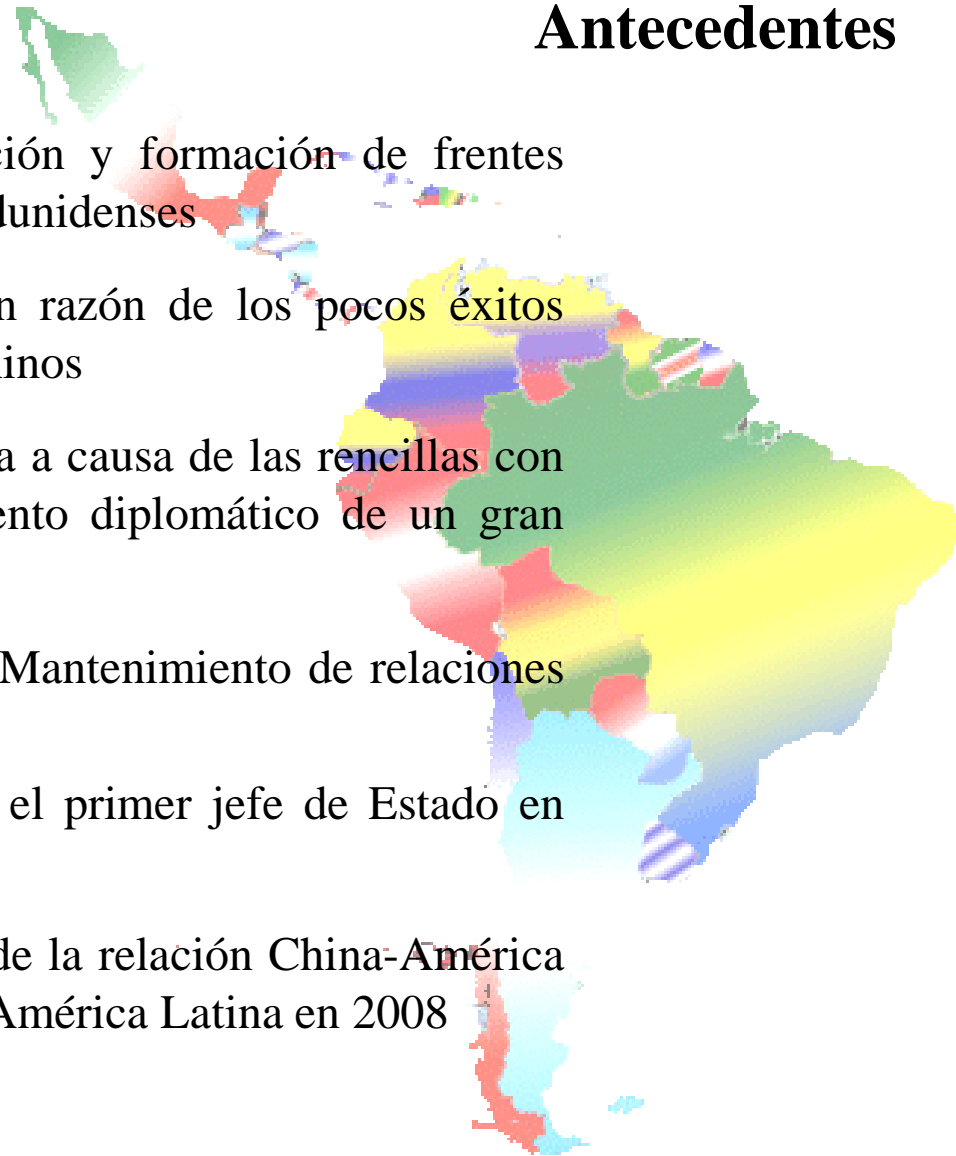 Antecedentes
ción y formación de frentes
dunidenses
n razón de los pocos éxitos
inos
a a causa de las rencillas con
ento diplomático de un gran
Mantenimiento de relaciones
el primer jefe de Estado en
de la relación China-América
América Latina en 2008